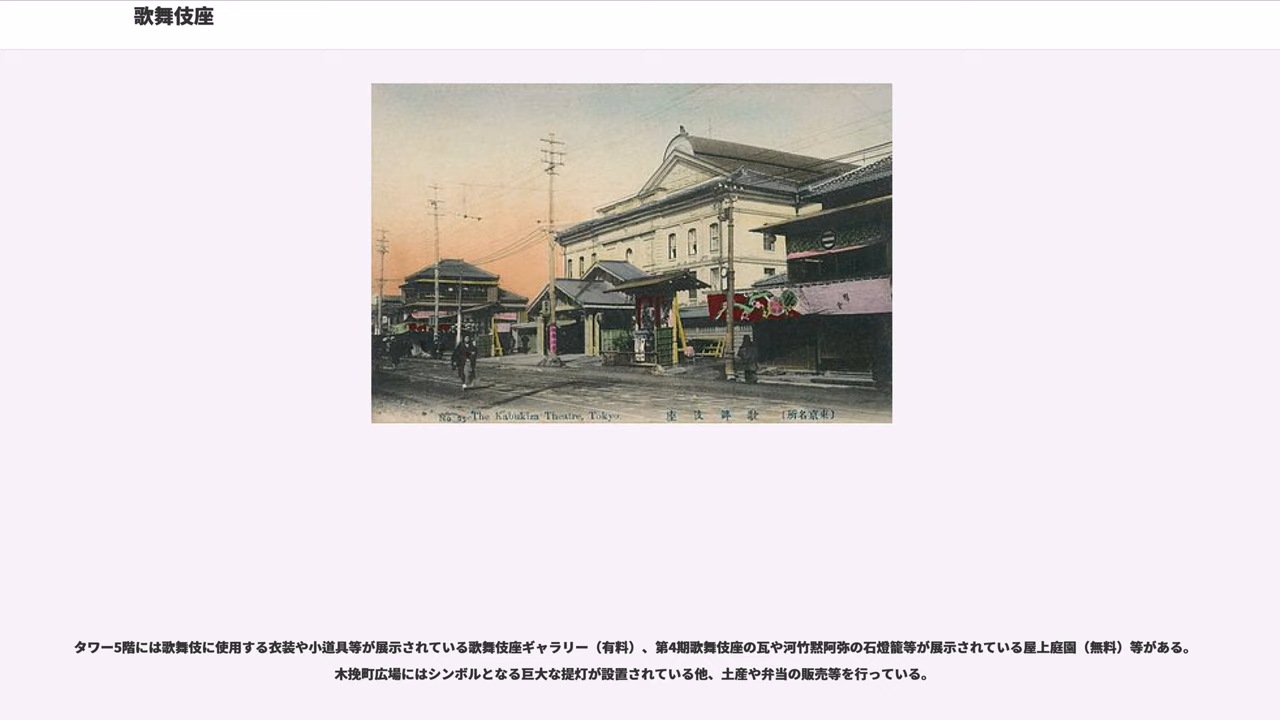 歌舞伎座
No 25 The Kabukiza Theatre, Tokyo. 座伎舞歌 (東京名所)
タワー5階には歌舞伎に使用する衣装や小道具等が展示されている歌舞伎座ギャラリー（有料）、第4期歌舞伎座の瓦や河竹黙阿弥の石燈籠等が展示されている屋上庭園（無料）等がある。
木挽町広場にはシンボルとなる巨大な提灯が設置されている他、土産や弁当の販売等を行っている。